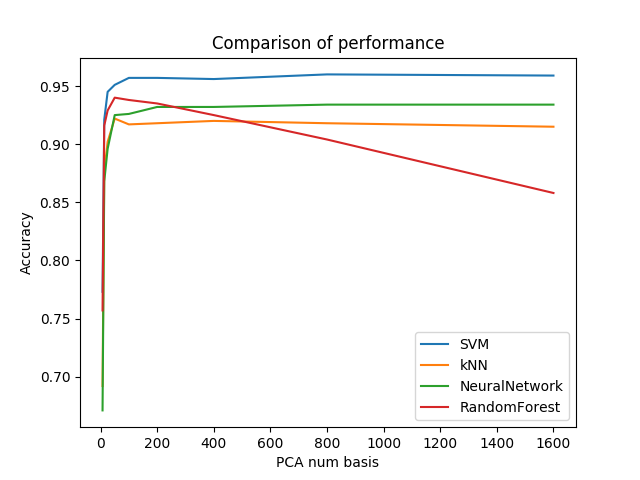 Comparison of performance
Accuracy
0.95
0.90
0.85
0.80
0.75
0.70
SVM
kNN
NeuralNetwork
RandomForest
0 200 400 600 800 1000 1200 1400 1600
PCA num basis